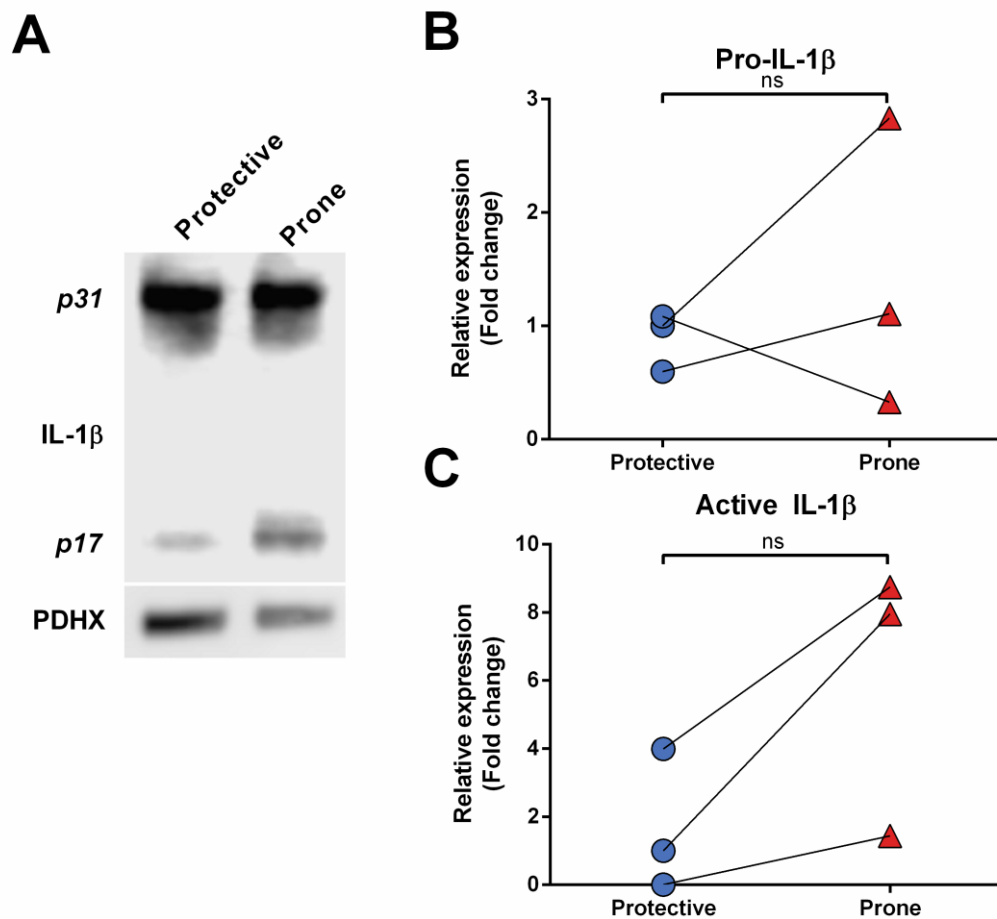 A
Protective
Prone
p31
IL-1β
p17
PDHX
B
Pro-IL-1β
ns
Relative expression
(Fold change)
3
2
1
0
Protective
Prone
C
Active IL-1β
ns
Relative expression
(Fold change)
10
8
6
4
2
0
Protective
Prone